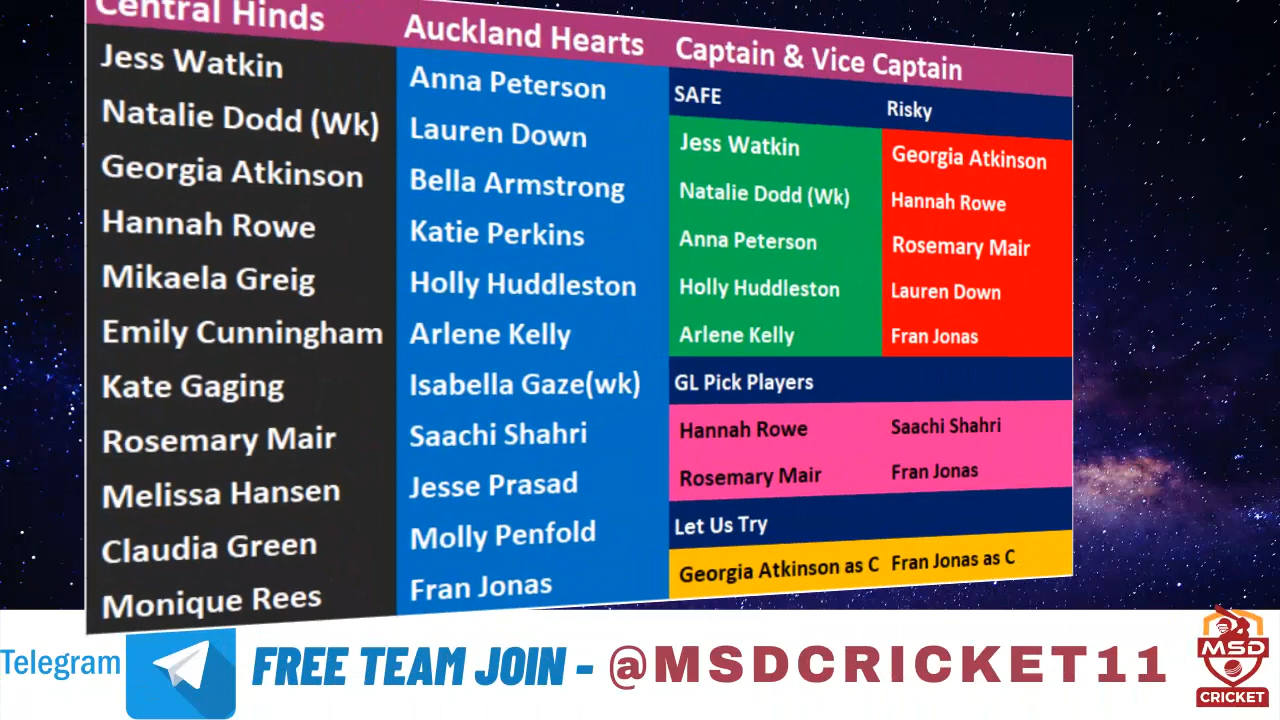 Central Hinds
Jess Watkin
Natalie Dodd (Wk)
Georgia Atkinson
Hannah Rowe
Mikaela Greig
Emily Cunningham
Kate Gaging
Rosemary Mair
Melissa Hansen
Claudia Green
Monique Rees
Auckland Hearts
Anna Peterson
Lauren Down
Bella Armstrong
Katie Perkins
Holly Huddleston
Arlene Kelly
Isabella Gaze(wk)
Saachi Shahri
Jesse Prasad
Molly Penfold
Fran Jonas
Captain & Vice Captain
SAFE Risky
Jess Watkin Georgia Atkinson
Natalie Dodd (Wk) Hannah Rowe
Anna Peterson Rosemary Mair
Holly Huddleston Lauren Down
Arlene Kelly Fran Jonas
GL Pick Players
Hannah Rowe Saachi Shahri
Rosemary Mair Fran Jonas
Let Us Try
Georgia Atkinson as C Fran Jonas as C
Telegram
FREE TEAM JOIN - @MSDCRICKET11
MSD
CRICKET